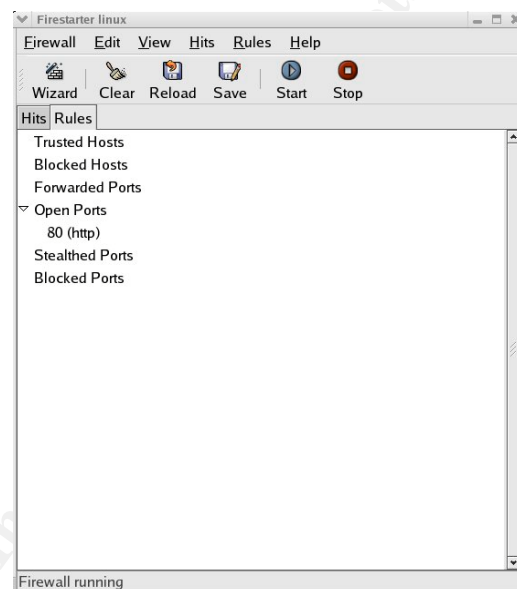 Firestarter linux
Firewall Edit View Hits Rules Help
Wizard Clear Reload Save Start Stop
Hits Rules
Trusted Hosts
Blocked Hosts
Forwarded Ports
Open Ports
80 (http)
Stealthed Ports
Blocked Ports
Firewall running